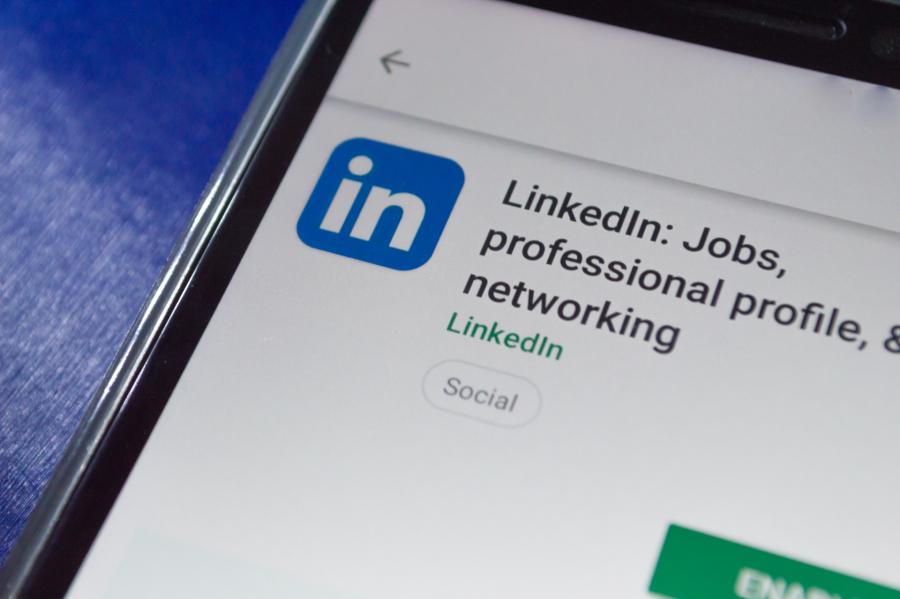 in
LinkedIn: Jobs,
professional profile, &
networking
LinkedIn
Social